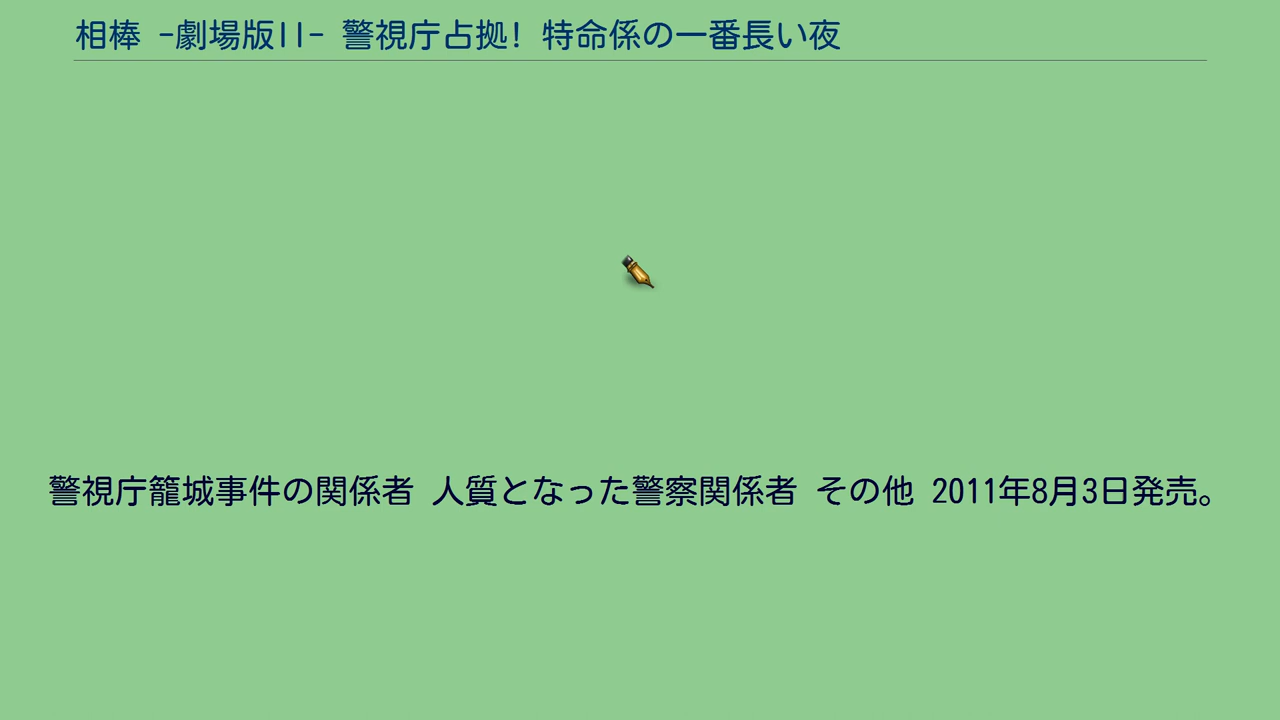 相棒 -劇場版II- 警視庁占拠! 特命係の一番長い夜
警視庁籠城事件の関係者 人質となった警察関係者 その他 2011年8月3日発売。